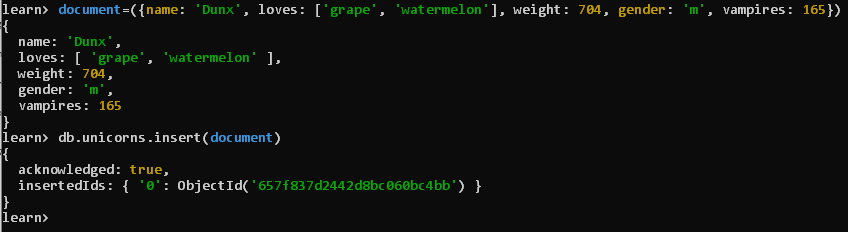 learn> document=({name: 'Dunx', loves: ['grape', 'watermelon'], weight: 704, gender: 'm', vampires: 165})
{
  name: 'Dunx',
  loves: [ 'grape', 'watermelon' ],
  weight: 704,
  gender: 'm',
  vampires: 165
}
learn> db.unicorns.insert(document)
{
  acknowledged: true,
  insertedIds: { '0': ObjectId('657f837d2442d8bc060bc4bb') }
}
learn>